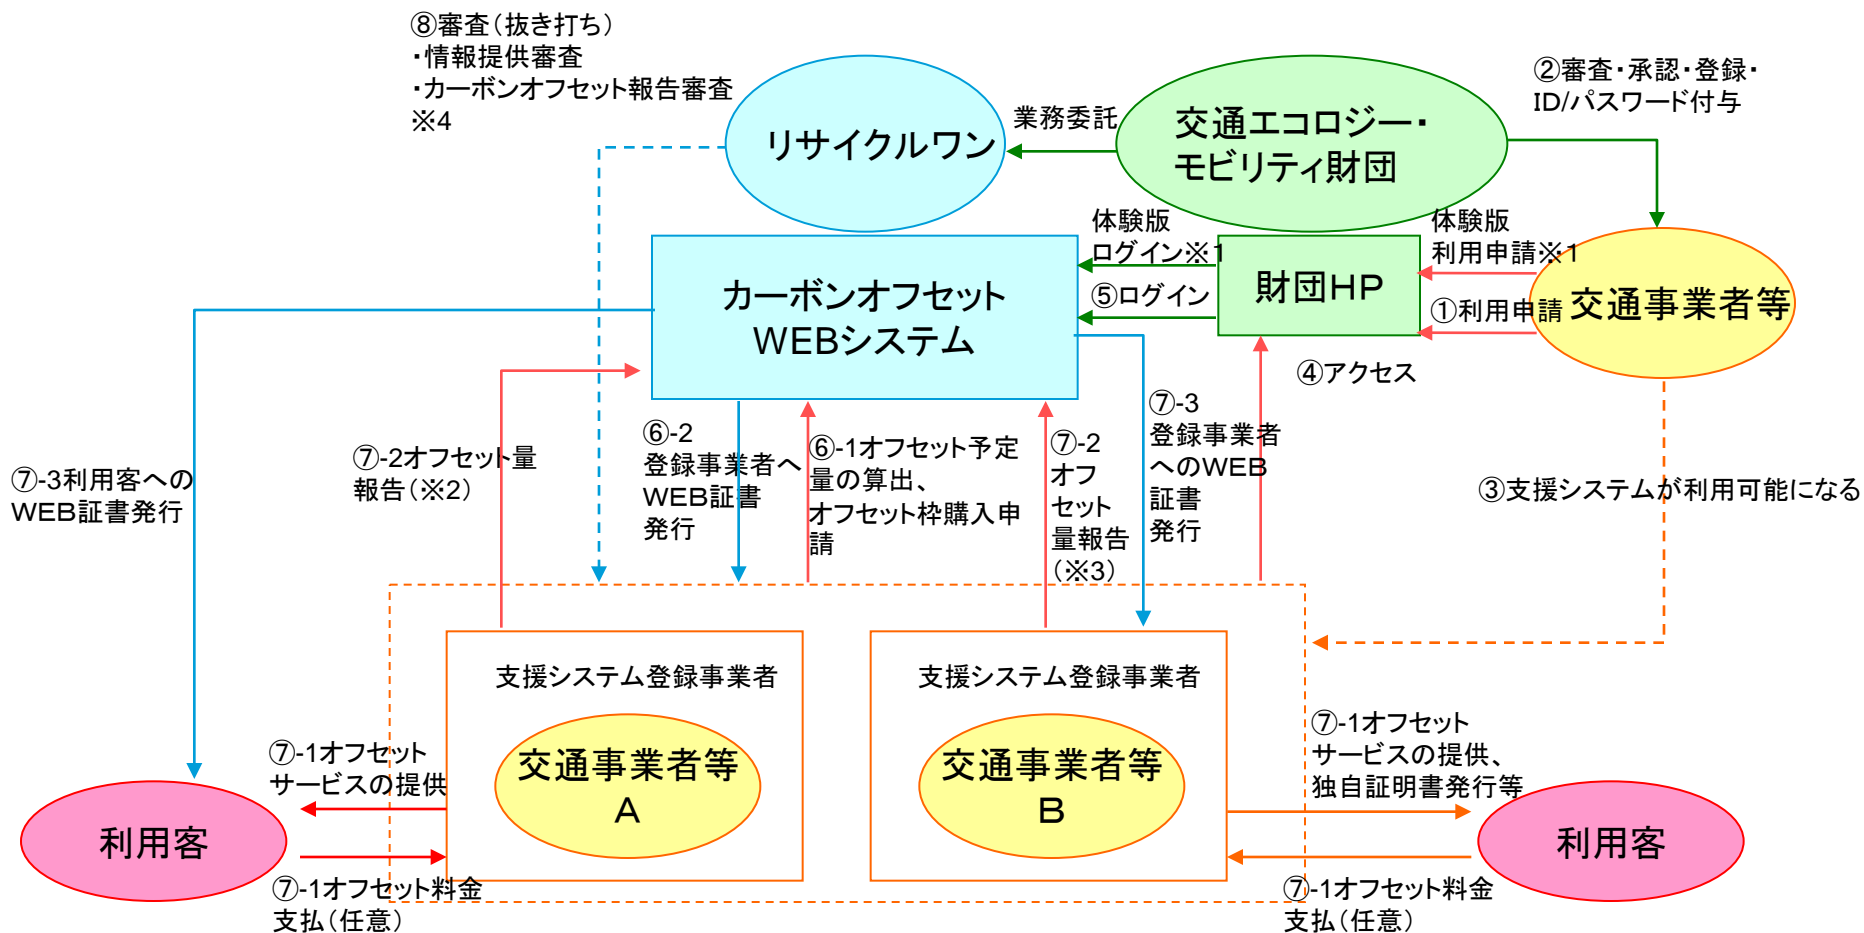 ⑧審査（抜き打ち）
・情報提供審査
・カーボンオフセット報告審査
※4
リサイクルワン
業務委託
交通エコロジー・
モビリティ財団
②審査・承認・登録・
ID/パスワード付与
体験版
ログイン※1
体験版
利用申請※1
カーボンオフセット
WEBシステム
⑤ログイン
財団HP
①利用申請
交通事業者等
④アクセス
⑦-3利用客への
WEB証書発行
⑦-2オフセット量
報告（※2）
⑥-2
登録事業者へ
WEB証書
発行
⑥-1オフセット予定
量の算出、
オフセット枠購入申
請
⑦-2
オフ
セット
量報告
（※3）
⑦-3
登録事業者
へのWEB
証書
発行
③支援システムが利用可能になる
支援システム登録事業者
交通事業者等
A
支援システム登録事業者
交通事業者等
B
⑦-1オフセット
サービスの提供
利用客
⑦-1オフセット料金
支払（任意）
⑦-1オフセット
サービスの提供、
独自証明書発行等
利用客
⑦-1オフセット料金
支払（任意）